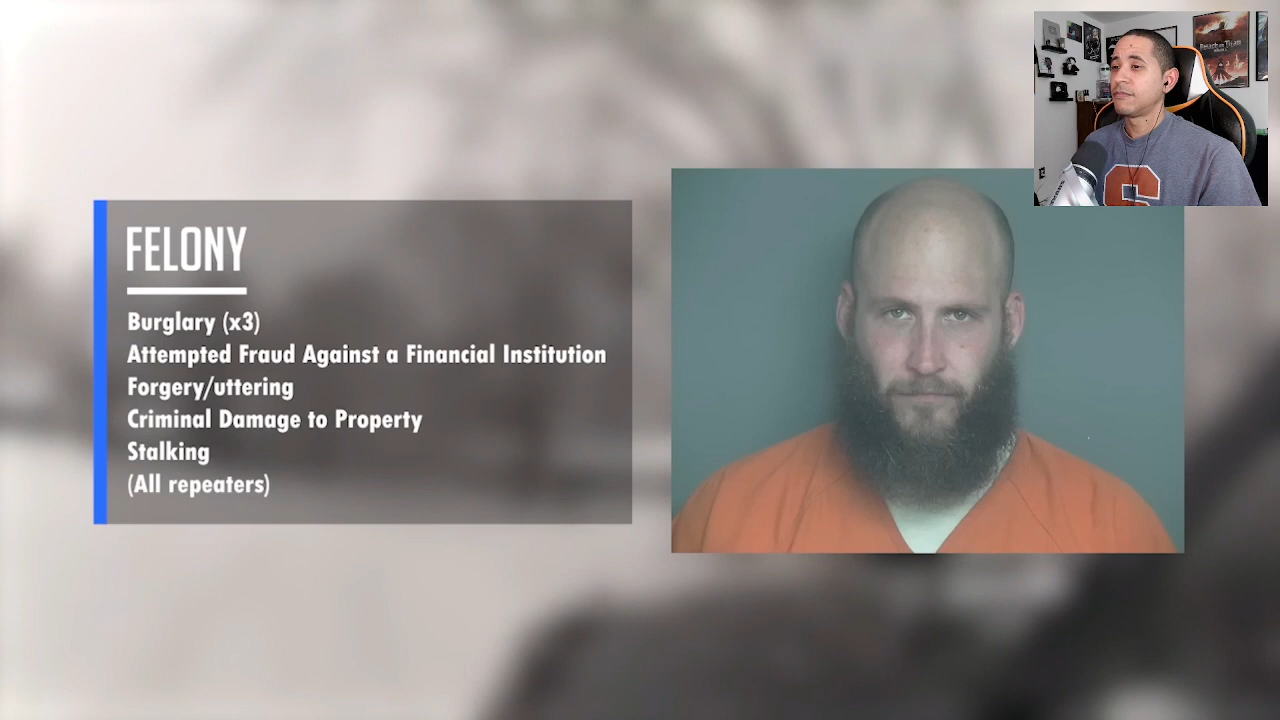 FELONY
Burglary (x3)
Attempted Fraud Against a Financial Institution
Forgery/uttering
Criminal Damage to Property
Stalking
(All repeaters)